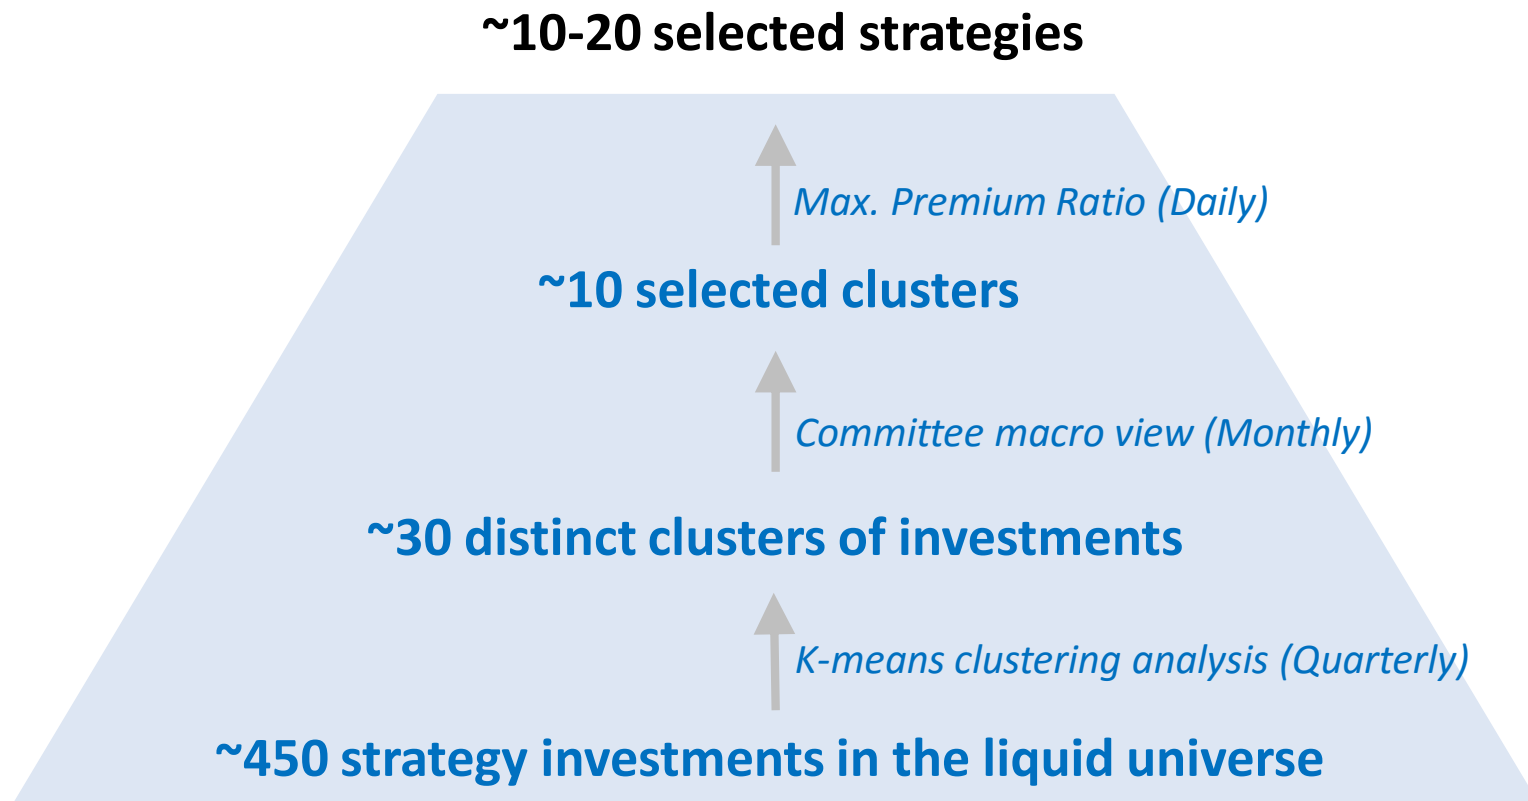 ~10-20 selected strategies
Max. Premium Ratio (Daily)
~10 selected clusters
Committee macro view (Monthly)
~30 distinct clusters of investments
K-means clustering analysis (Quarterly)
~450 strategy investments in the liquid universe